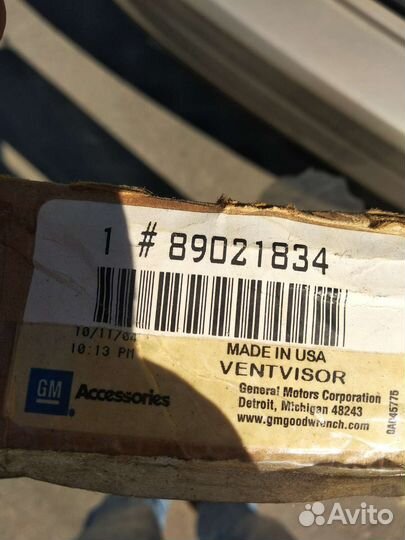 1 # 89021834
10/11/04
10:13 PM
MADE IN USA
VENTVISOR
GM Accessories
General Motors Corporation
Detroit, Michigan 48243
www.gmgoodwrench.com
0AC45775
Avito